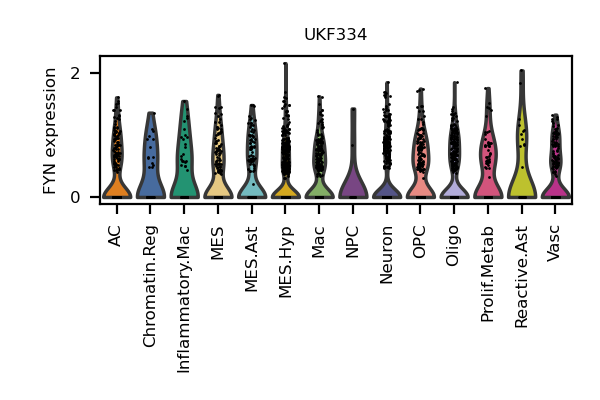 UKF334
FYN expression
2
0
AC
Chromatin.Reg
Inflammatory.Mac
MES
MES.Ast
MES.Hyp
Mac
NPC
Neuron
OPC
Oligo
Prolif.Metab
Reactive.Ast
Vasc